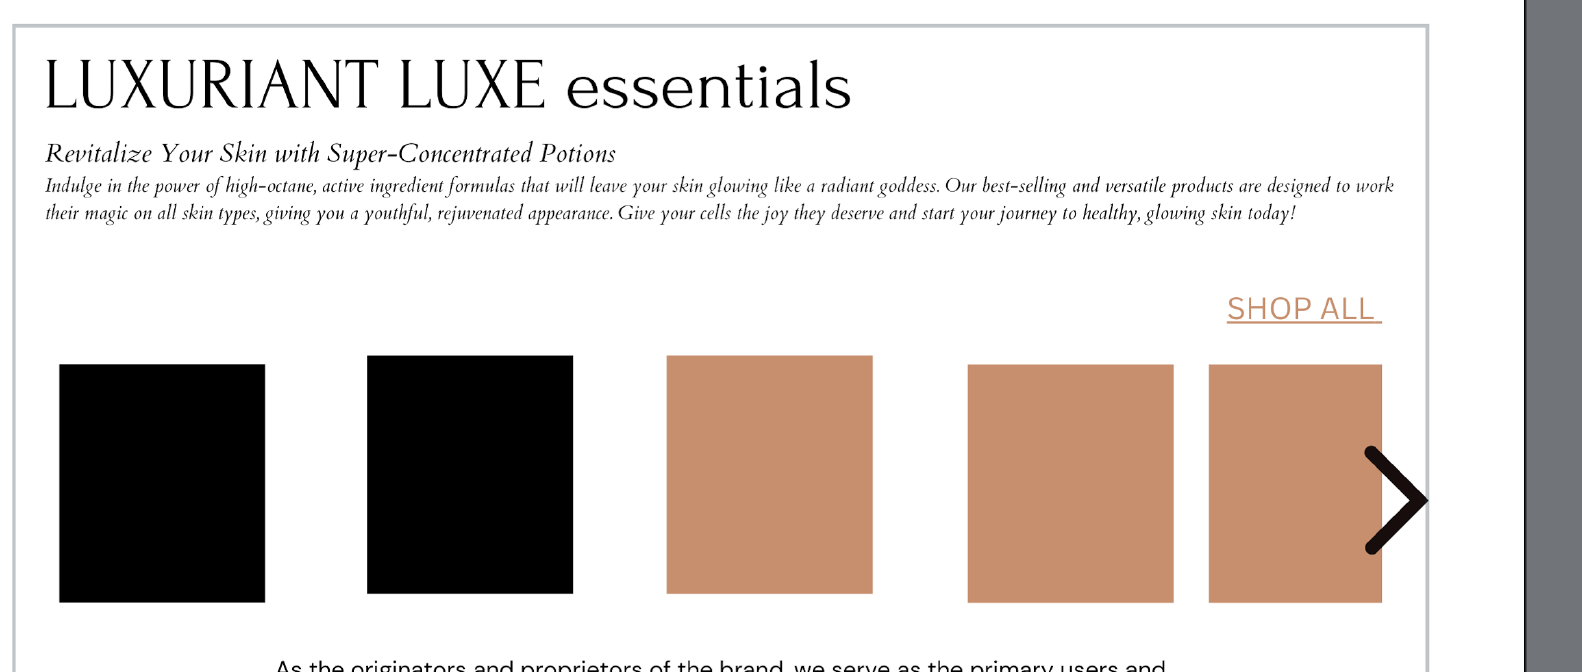 LUXURIANT LUXE essentials
Revitalize Your Skin with Super-Concentrated Potions
Indulge in the power of high-octane, active ingredient formulas that will leave your skin glowing like a radiant goddess. Our best-selling and versatile products are designed to work
their magic on all skin types, giving you a youthful, rejuvenated appearance. Give your cells the joy they deserve and start your journey to healthy, glowing skin today!
SHOP ALL
As the originators and proprietors of the brand, we serve as the primary users and